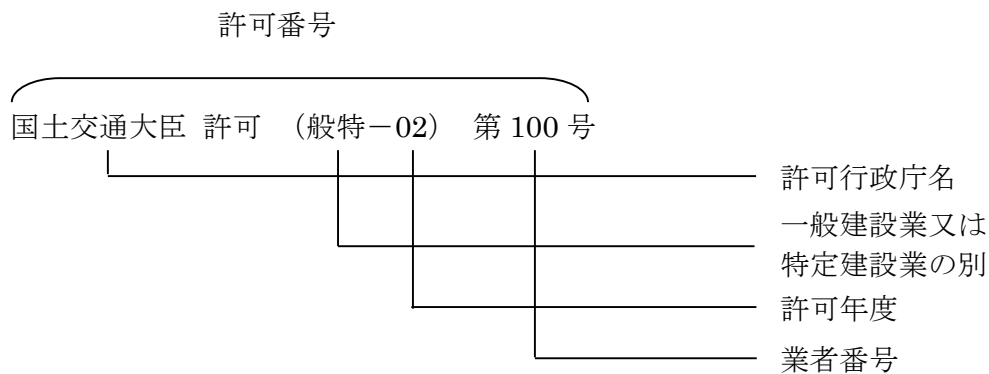 許可番号
国土交通大臣 許可 (般特－02) 第 100 号
許可行政庁名
一般建設業又は
特定建設業の別
許可年度
業者番号